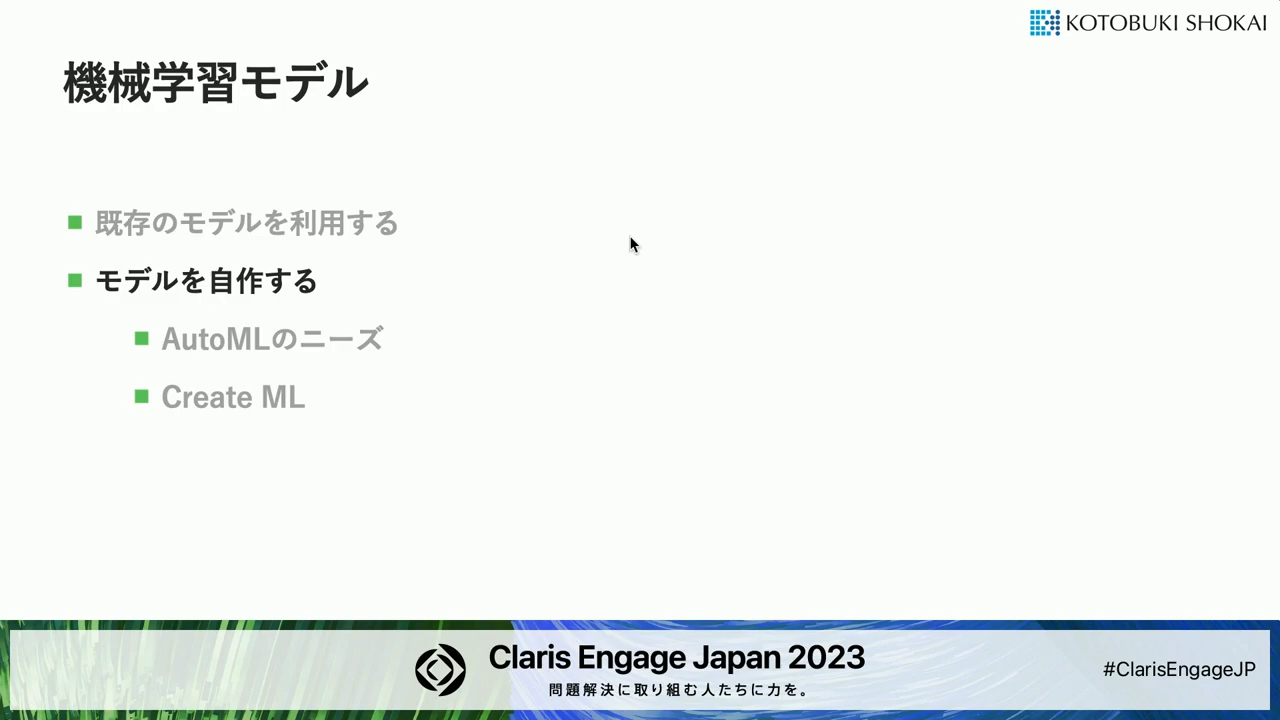 KOTOBUKI SHOKAI
機械学習モデル
既存のモデルを利用する
モデルを自作する
AutoMLのニーズ
Create ML
Claris Engage Japan 2023
問題解決に取り組む人たちに力を。
#ClarisEngageJP